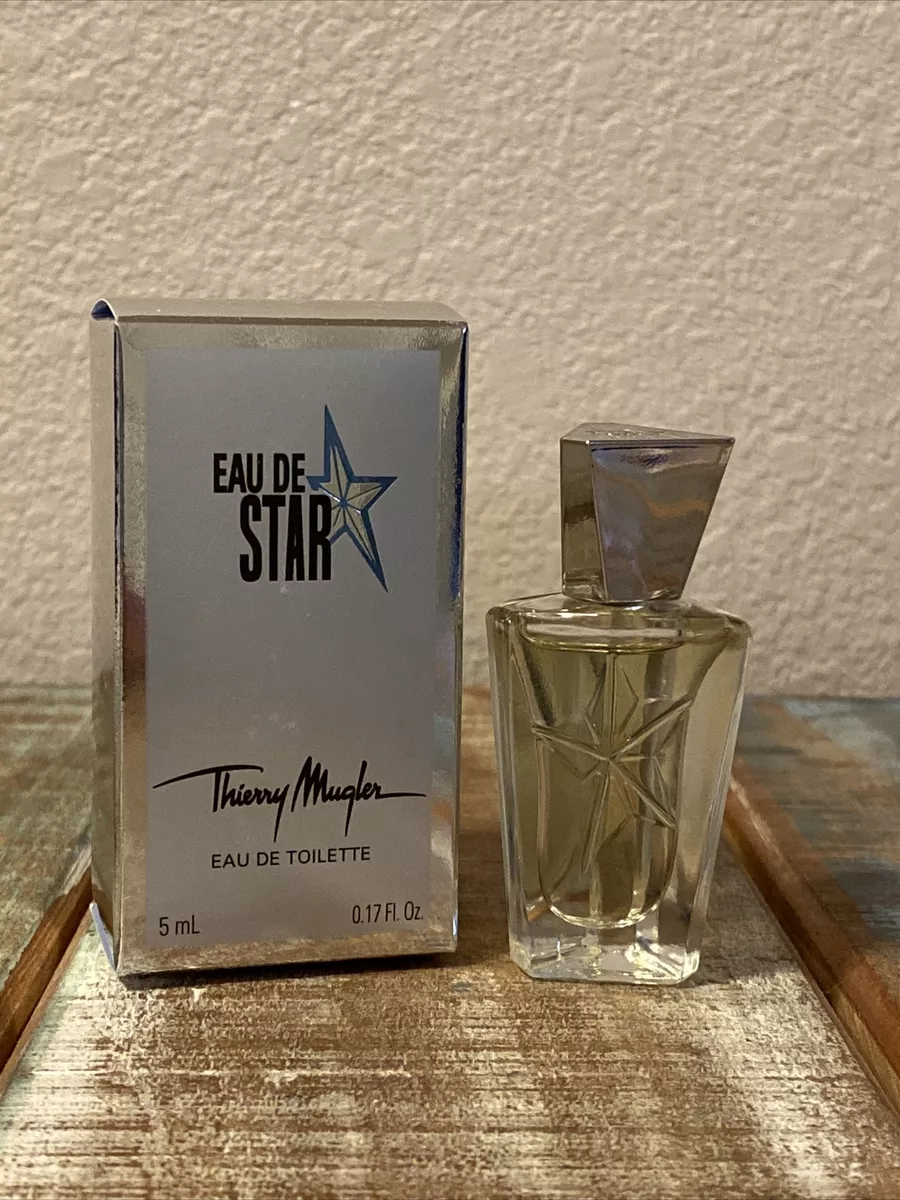 EAU DE
STAR
Thierry Mugler
EAU DE TOILETTE
5 mL
0.17 Fl. Oz.